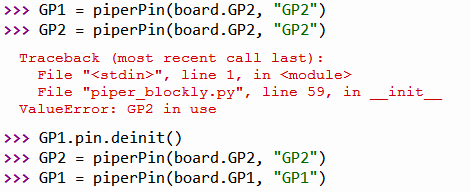 >>> GP1 = piperPin(board.GP2, "GP2")
>>> GP2 = piperPin(board.GP2, "GP2")
Traceback (most recent call last):
File "<stdin>", line 1, in <module>
File "piper_blockly.py", line 59, in __init__
ValueError: GP2 in use
>>> GP1.pin.deinit()
>>> GP2 = piperPin(board.GP2, "GP2")
>>> GP1 = piperPin(board.GP1, "GP1")